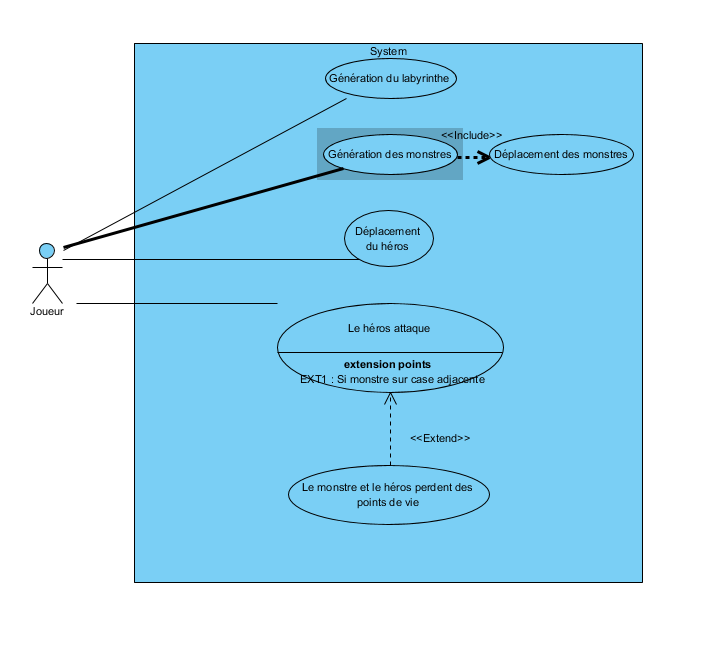 System
Génération du labyrinthe
<<Include>>
Génération des monstres
Déplacement des monstres
Déplacement
du héros
Joueur
Le héros attaque
extension points
EXT1 : Si monstre sur case adjacente
<<Extend>>
Le monstre et le héros perdent des
points de vie